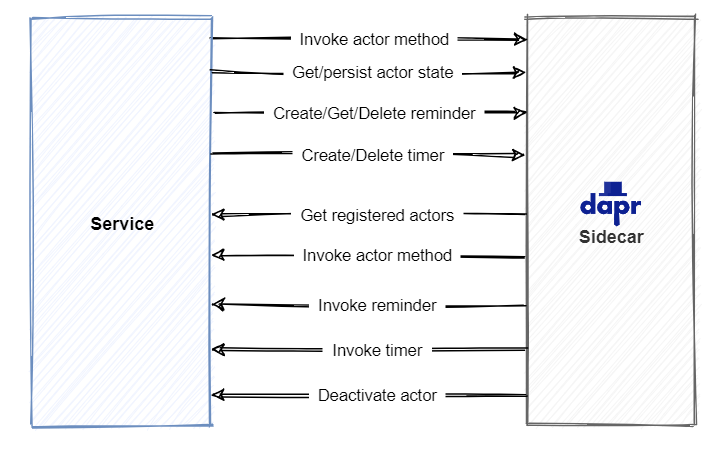 Invoke actor method
Get/persist actor state
Create/Get/Delete reminder
Create/Delete timer
Service
dapr
Sidecar
Get registered actors
Invoke actor method
Invoke reminder
Invoke timer
Deactivate actor